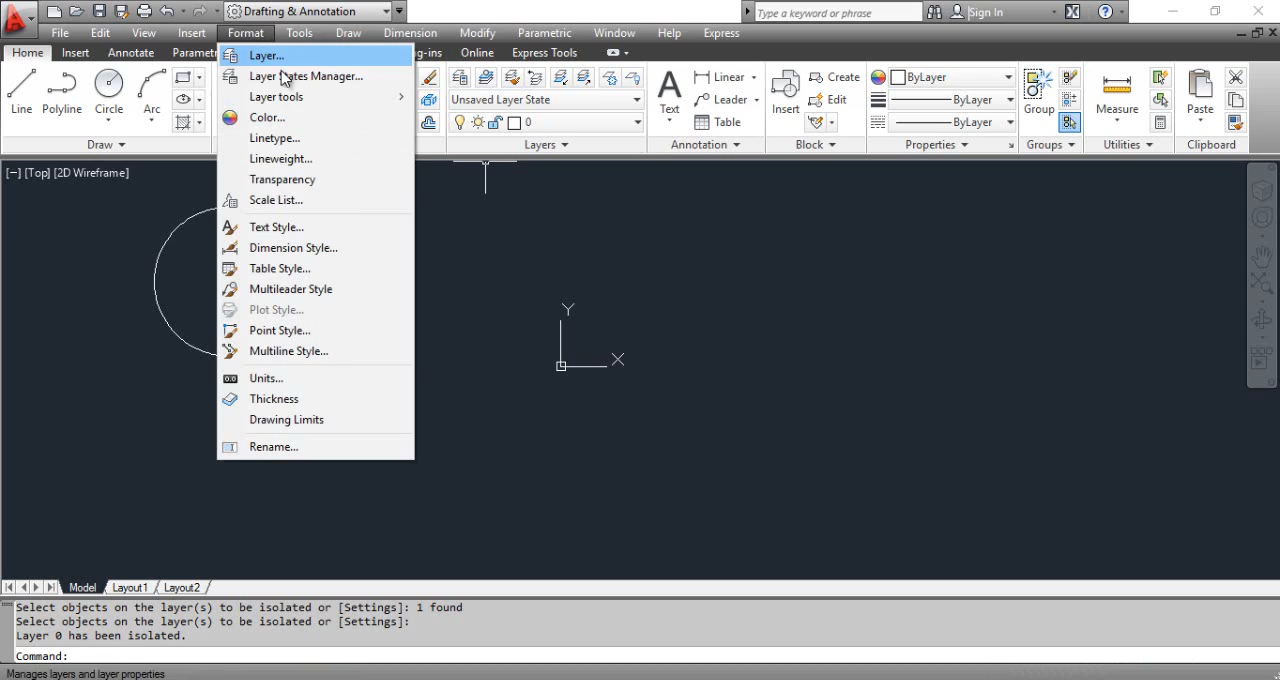 Drafting & Annotation
Type a keyword or phrase
Sign In
File Edit View Insert Format Tools Draw Dimension Modify Parametric Window Help Express
Home Insert Annotate Online Express Tools
Layer...
Manager...
Layer tools
Color...
Linetype...
Lineweight...
Transparency
Scale List...
Text Style...
Dimension Style...
Table Style...
Multileader Style
Plot Style...
Point Style...
Multiline Style...
Units...
Thickness
Drawing Limits
Rename...
Line Polyline Circle Arc
Draw
Unsaved Layer State
0
Layers
Text
Linear
Leader
Table
Annotation
Insert
Create
Edit
Block
ByLayer
ByLayer
ByLayer
Properties
Group
Groups
Measure
Utilities
Paste
Clipboard
[−] [Top] [2D Wireframe]
Y
X
Model Layout1 Layout2
Select objects on the layer(s) to be isolated or [Settings]: 1 found
Select objects on the layer(s) to be isolated or [Settings]:
Layer 0 has been isolated.
Command:
Manages layers and layer properties